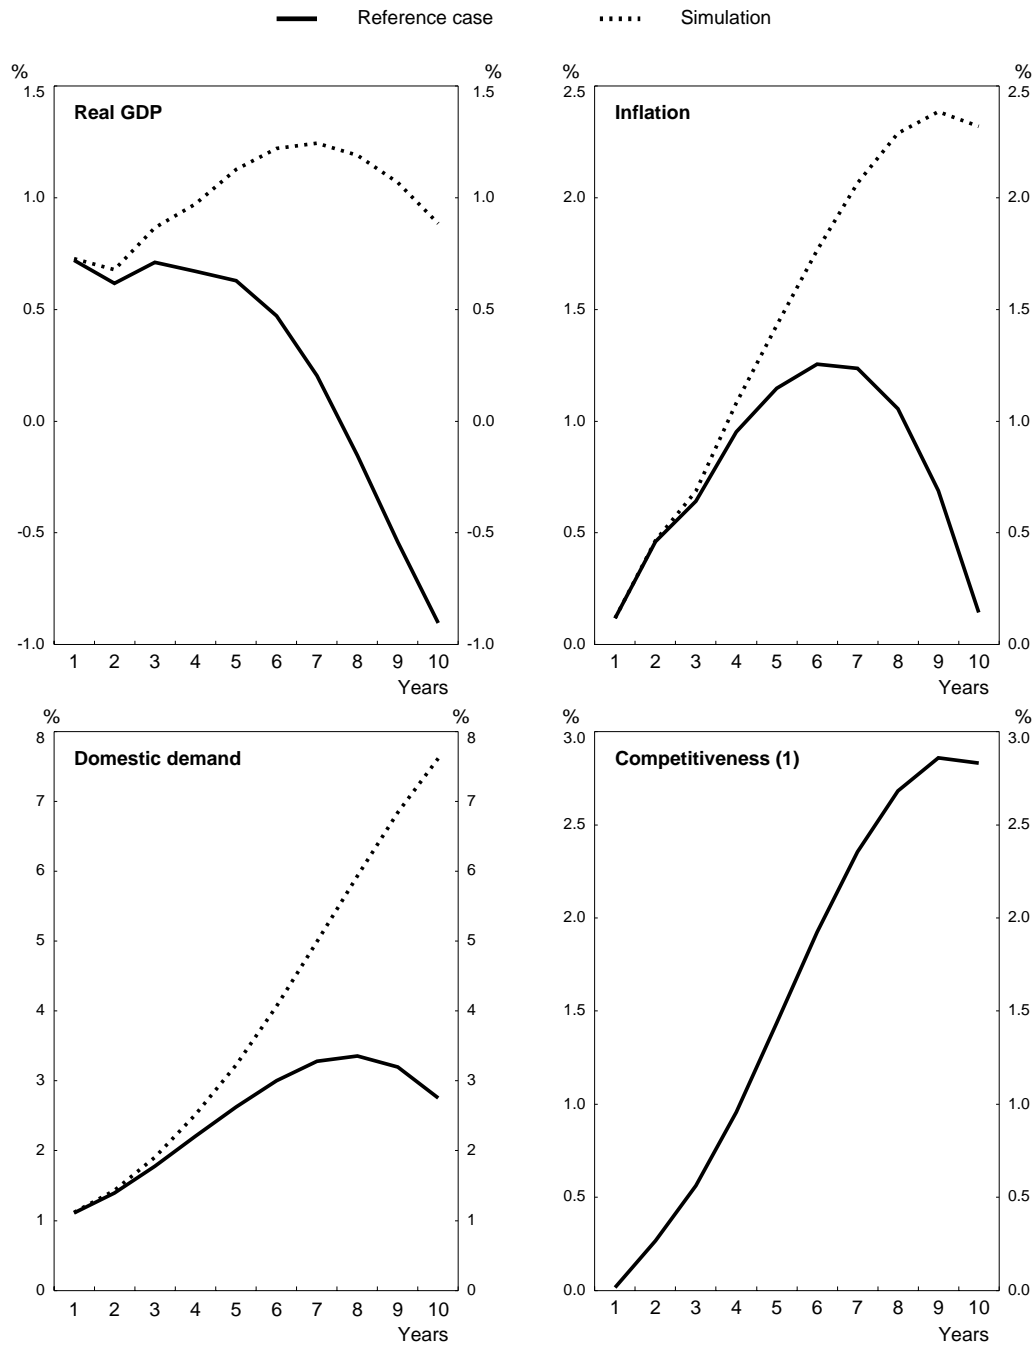 Reference case Simulation
% % % %
1.5 Real GDP 1.5 2.5 Inflation 2.5
1.0 1.0 2.0 2.0
0.5 0.5 1.5 1.5
0.0 0.0 1.0 1.0
-0.5 -0.5 0.5 0.5
-1.0 -1.0 0.0 0.0
1 2 3 4 5 6 7 8 9 10 1 2 3 4 5 6 7 8 9 10
Years Years
% % % %
8 Domestic demand 8 3.0 Competitiveness (1) 3.0
7 7 2.5 2.5
6 6 2.0 2.0
5 5 1.5 1.5
4 4 1.0 1.0
3 3 0.5 0.5
2 2 0.0 0.0
1 1
0 0
1 2 3 4 5 6 7 8 9 10 1 2 3 4 5 6 7 8 9 10
Years Years